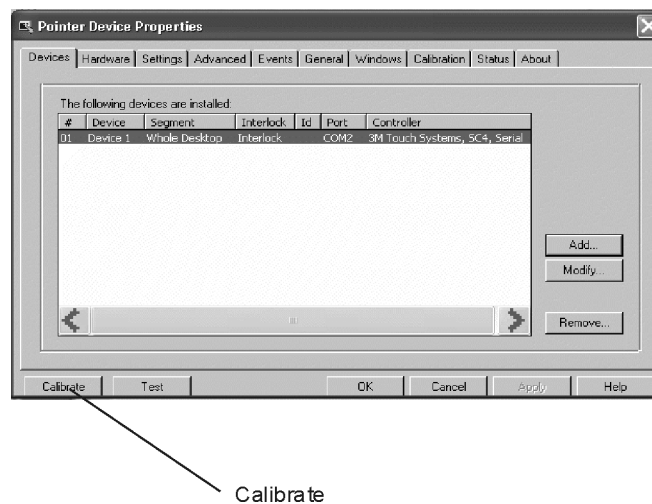 Pointer Device Properties
Devices Hardware Settings Advanced Events General Windows Calibration Status About
The following devices are installed:
# Device Segment Interlock Id Port Controller
01 Device 1 Whole Desktop Interlock COM2 3M Touch Systems, SC4, Serial
Add...
Modify...
Remove...
Calibrate Test OK Cancel Apply Help
Calibrate